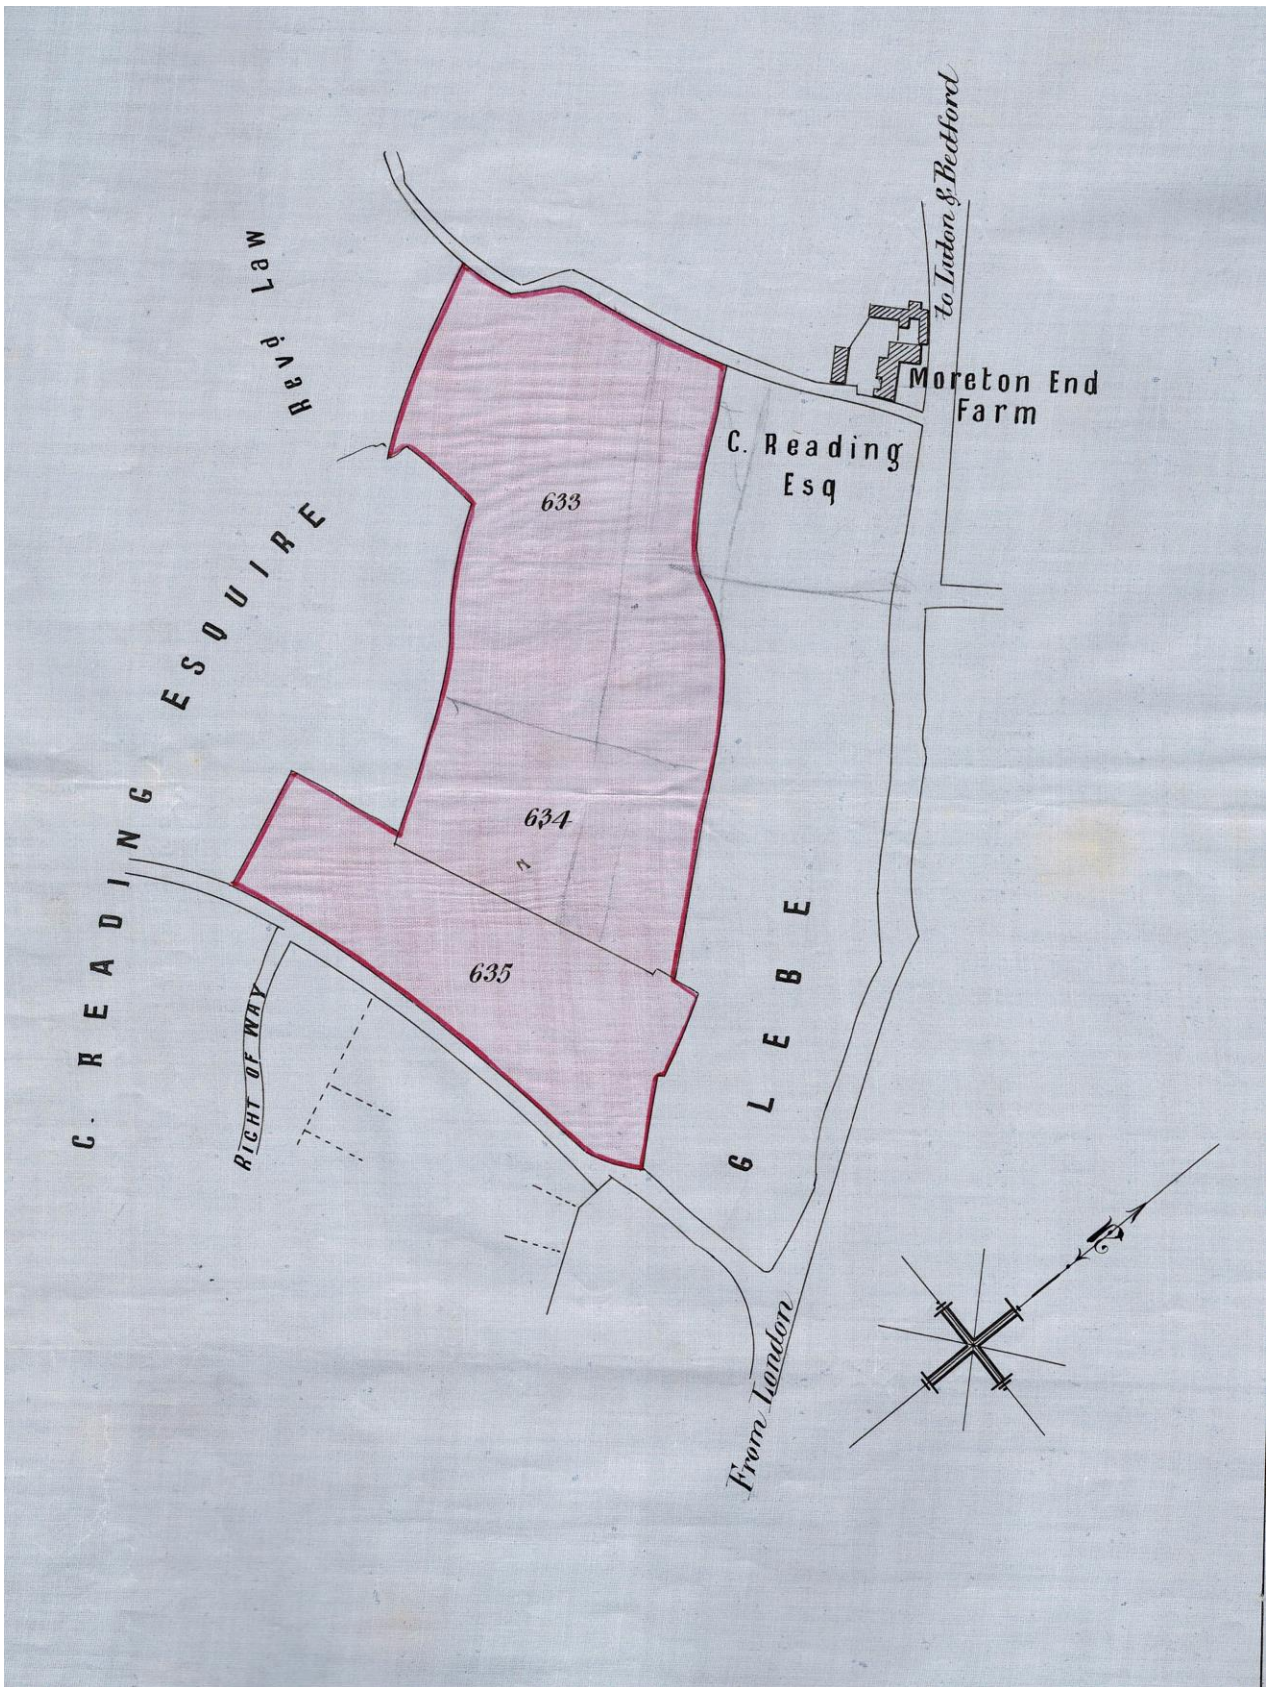 to Luton & Bedford
Revd. Law
Moreton End
Farm
C. Reading
Esq
633
C. READING ESQUIRE
634
635
GLEBE
RIGHT OF WAY
From London